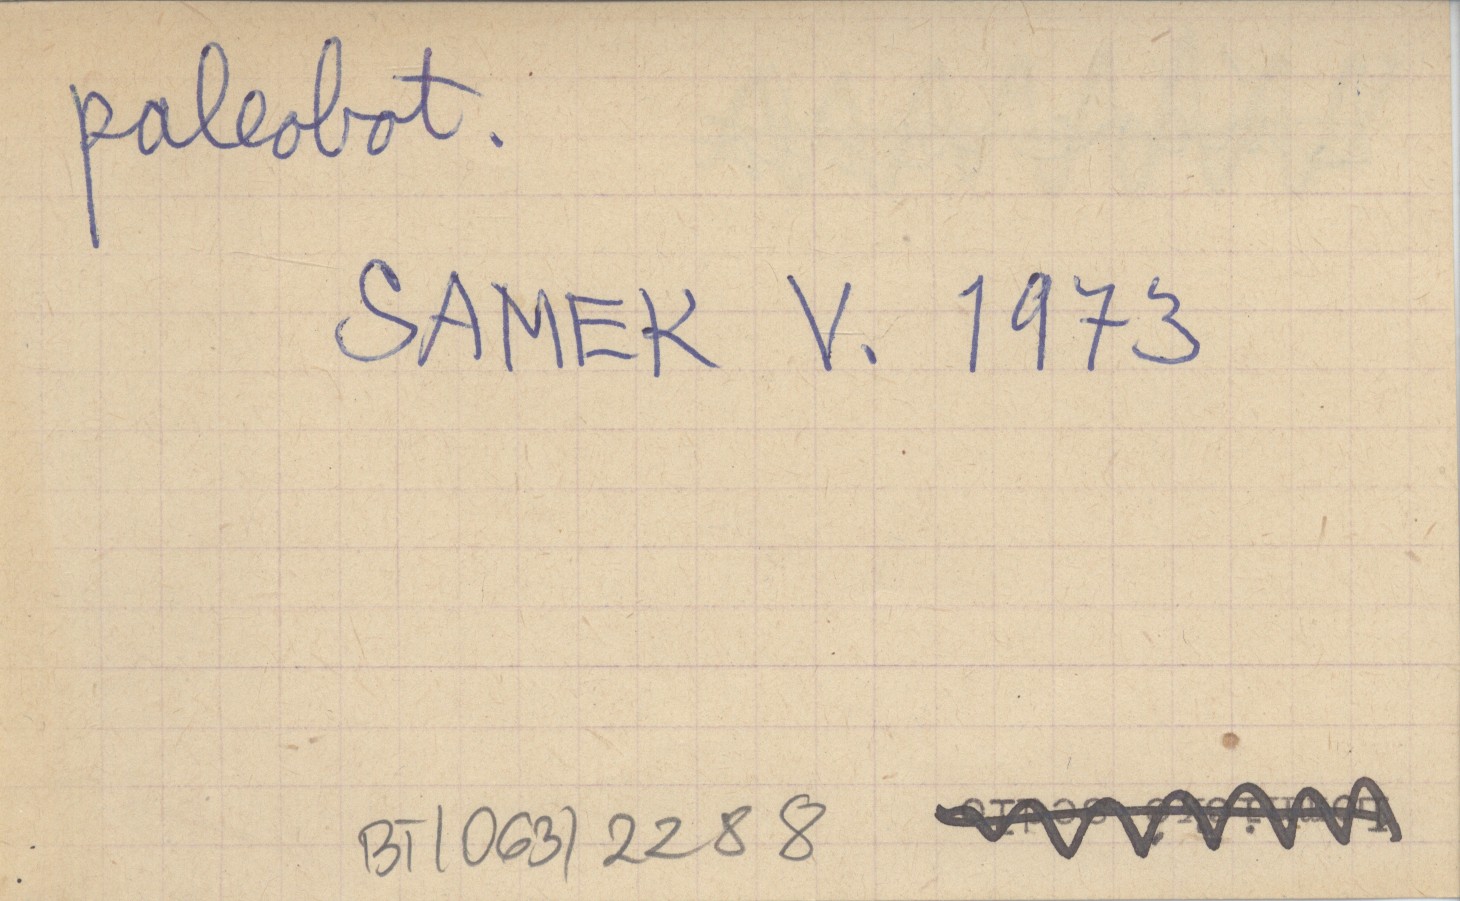 paleobot.
SAMEK V. 1973
BT(063) 2288